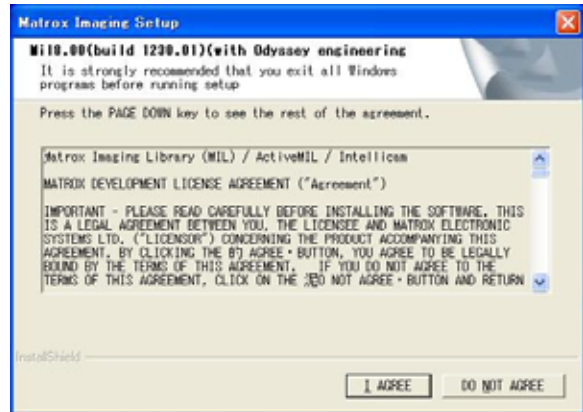 Matrox Imaging Setup
Mil8.00(build 1230.01)(with Odyssey engineering
It is strongly recommended that you exit all Windows
programs before running setup
Press the PAGE DOWN key to see the rest of the agreement.
Matrox Imaging Library (MIL) / ActiveMIL / Intellicam
MATROX DEVELOPMENT LICENSE AGREEMENT ("Agreement")
IMPORTANT - PLEASE READ CAREFULLY BEFORE INSTALLING THE SOFTWARE. THIS
IS A LEGAL AGREEMENT BETWEEN YOU, THE LICENSEE AND MATROX ELECTRONIC
SYSTEMS LTD. ("LICENSOR") CONCERNING THE PRODUCT ACCOMPANYING THIS
AGREEMENT. BY CLICKING THE AGREE・BUTTON, YOU AGREE TO BE LEGALLY
BOUND BY THE TERMS OF THIS AGREEMENT. IF YOU DO NOT AGREE TO THE
TERMS OF THIS AGREEMENT, CLICK ON THE NOT AGREE・BUTTON AND RETURN
InstallShield
I AGREE
DO NOT AGREE